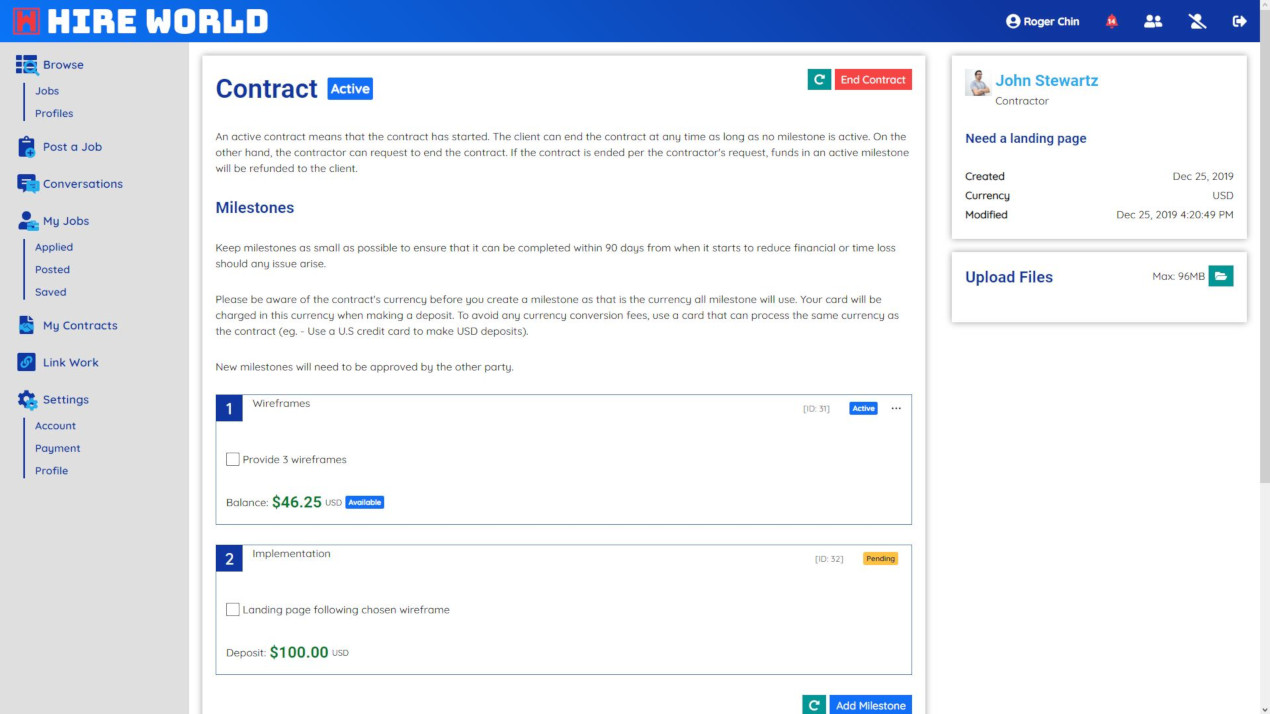 HIRE WORLD
Roger Chin
14
Browse
Jobs
Profiles
Post a Job
Conversations
My Jobs
Applied
Posted
Saved
My Contracts
Link Work
Settings
Account
Payment
Profile
Contract Active
End Contract
An active contract means that the contract has started. The client can end the contract at any time as long as no milestone is active. On the
other hand, the contractor can request to end the contract. If the contract is ended per the contractor's request, funds in an active milestone
will be refunded to the client.
Milestones
Keep milestones as small as possible to ensure that it can be completed within 90 days from when it starts to reduce financial or time loss
should any issue arise.
Please be aware of the contract's currency before you create a milestone as that is the currency all milestone will use. Your card will be
charged in this currency when making a deposit. To avoid any currency conversion fees, use a card that can process the same currency as
the contract (eg. - Use a U.S credit card to make USD deposits).
New milestones will need to be approved by the other party.
1 Wireframes [ID: 31] Active ...
Provide 3 wireframes
Balance: $46.25 USD Available
2 Implementation [ID: 32] Pending
Landing page following chosen wireframe
Deposit: $100.00 USD
Add Milestone
John Stewartz
Contractor
Need a landing page
Created Dec 25, 2019
Currency USD
Modified Dec 25, 2019 4:20:49 PM
Upload Files Max: 96MB